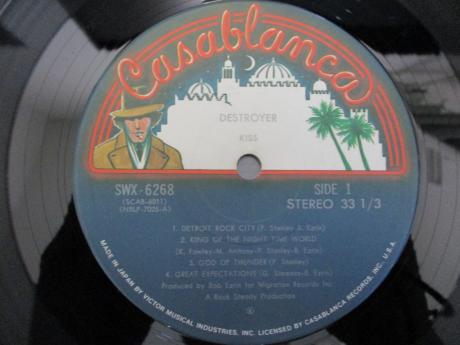 Casablanca
DESTROYER
KISS
SWX-6268
SIDE 1
(SCAB-6011)
STEREO 33 1/3
(NBLP-7025-A)
1. DETROIT ROCK CITY (P. Stanley-B. Ezrin)
2. KING OF THE NIGHT TIME WORLD
(K. Fowley-M. Anthony-P. Stanley-B. Ezrin)
3. GOD OF THUNDER (P. Stanley)
4. GREAT EXPECTATIONS (G. Simmons-B. Ezrin)
Produced by Bob Ezrin for Migration Records Inc
A Rock Steady Production
MADE IN JAPAN BY VICTOR MUSICAL INDUSTRIES, INC. LICENSED BY CASABLANCA RECORDS, INC., U.S.A.